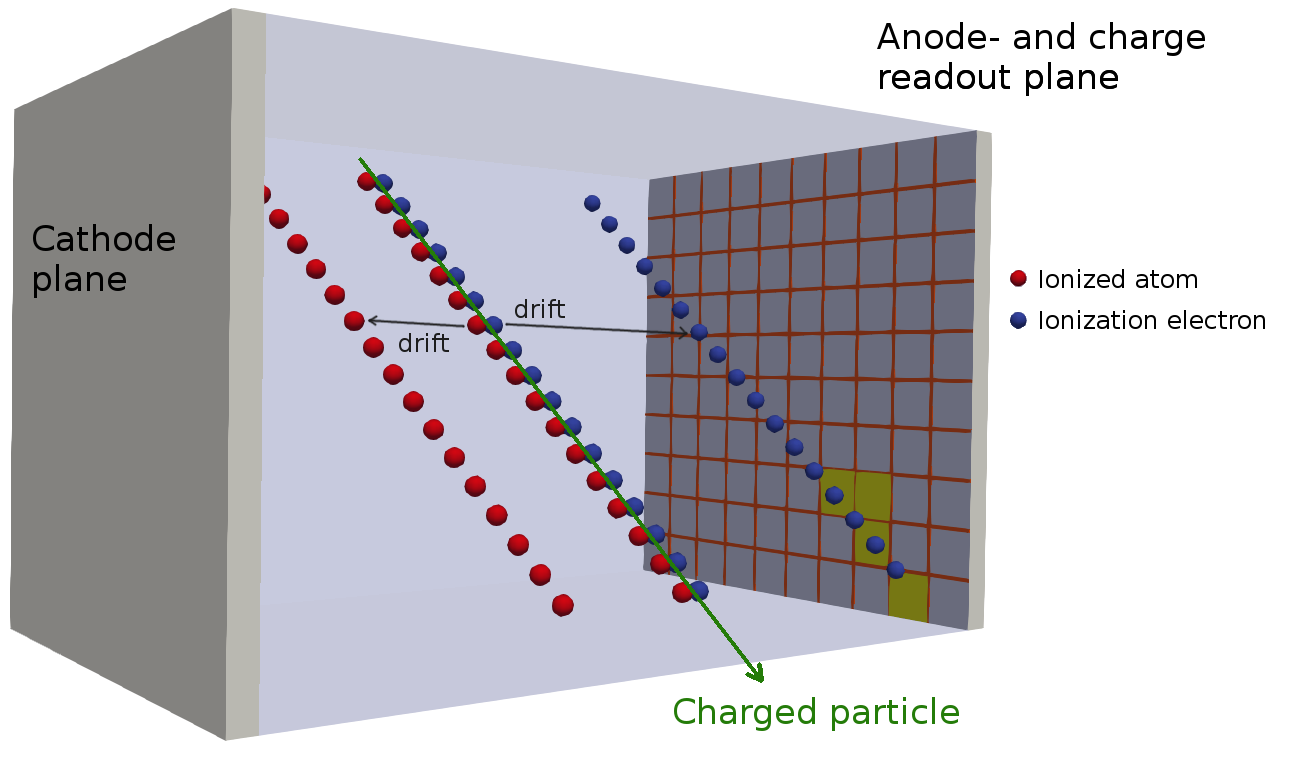 Anode- and charge
readout plane
Cathode
plane
drift
drift
Ionized atom
Ionization electron
Charged particle